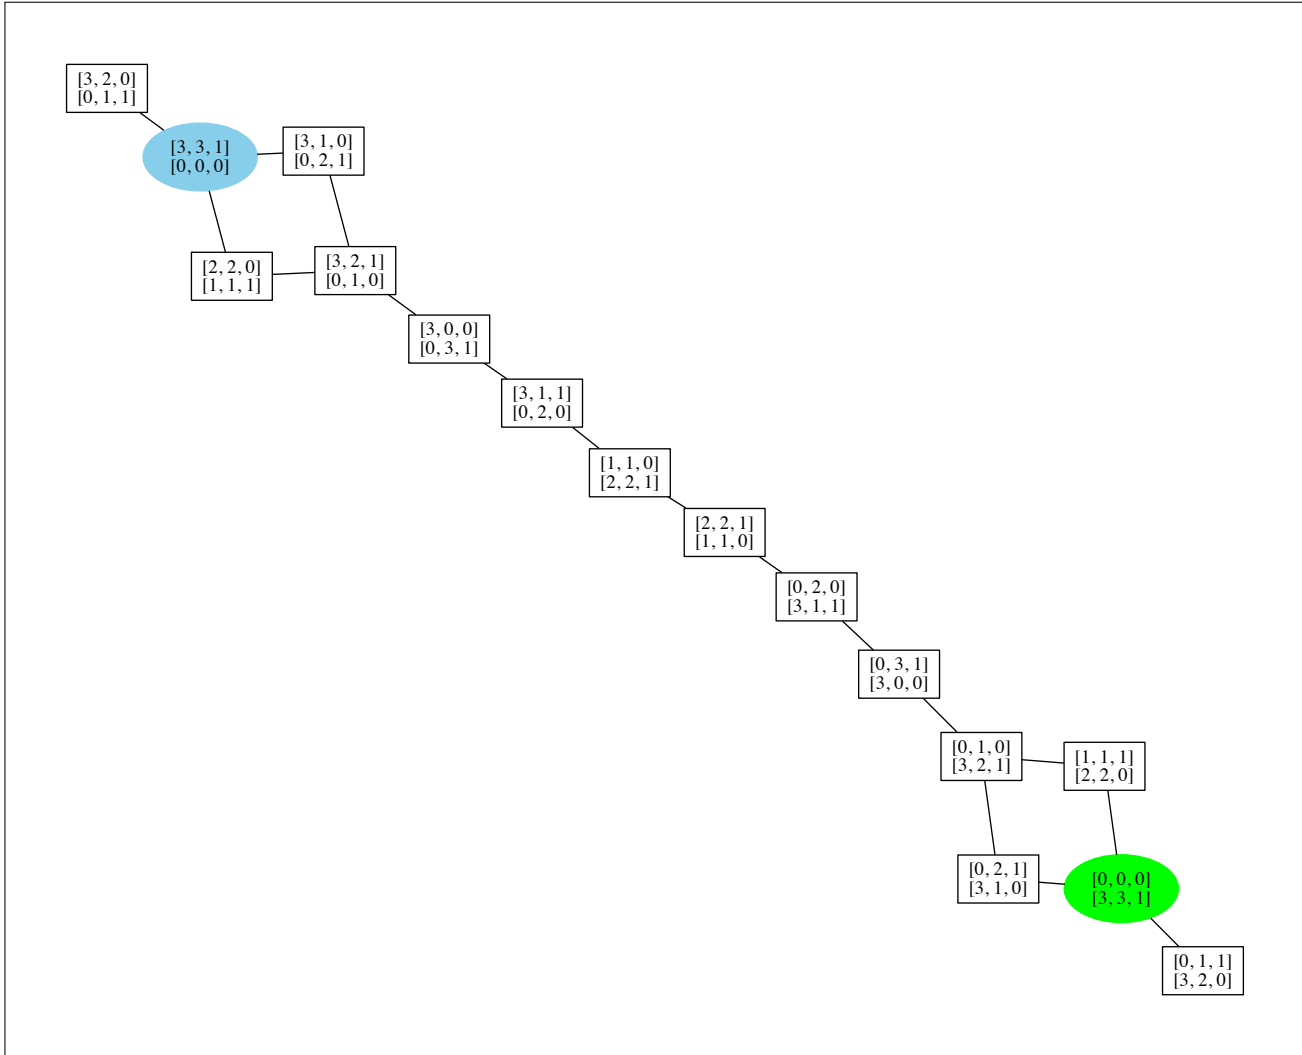 [3, 2, 0]
[0, 1, 1]
[3, 3, 1]
[0, 0, 0]
[3, 1, 0]
[0, 2, 1]
[2, 2, 0]
[1, 1, 1]
[3, 2, 1]
[0, 1, 0]
[3, 0, 0]
[0, 3, 1]
[3, 1, 1]
[0, 2, 0]
[1, 1, 0]
[2, 2, 1]
[2, 2, 1]
[1, 1, 0]
[0, 2, 0]
[3, 1, 1]
[0, 3, 1]
[3, 0, 0]
[0, 1, 0]
[3, 2, 1]
[1, 1, 1]
[2, 2, 0]
[0, 2, 1]
[3, 1, 0]
[0, 0, 0]
[3, 3, 1]
[0, 1, 1]
[3, 2, 0]